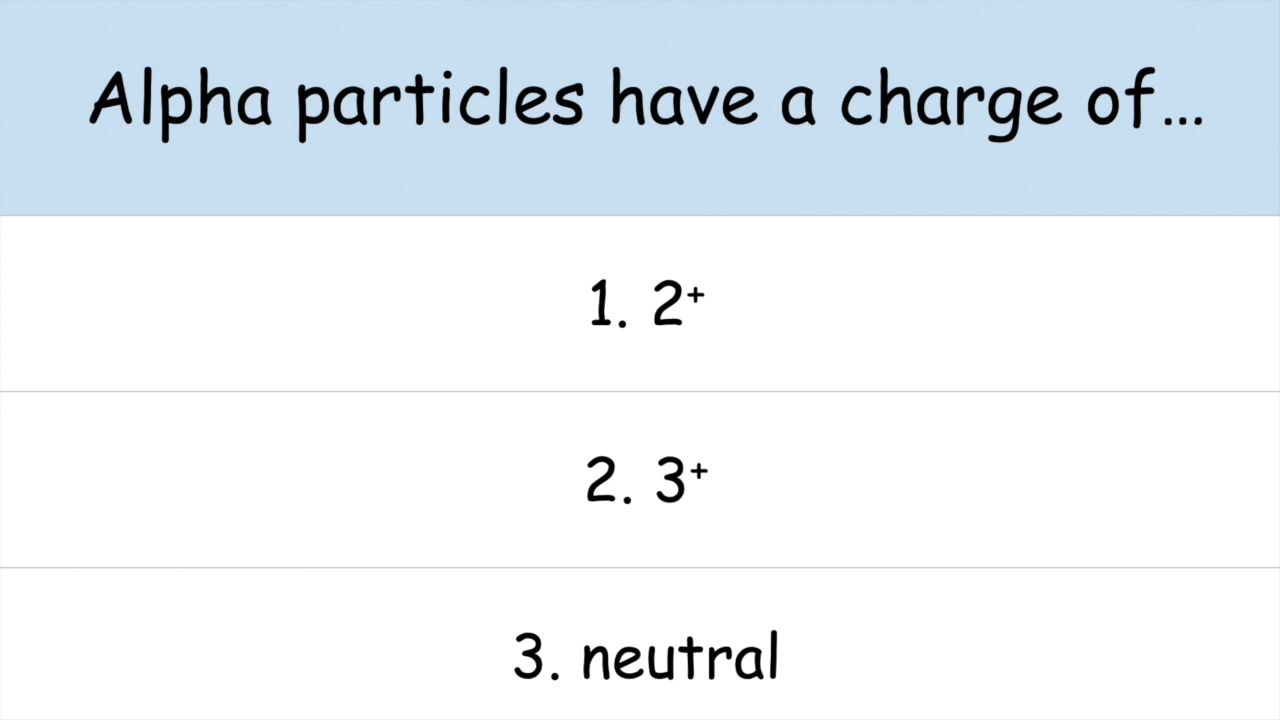 Alpha particles have a charge of...
1. 2⁺
2. 3⁺
3. neutral